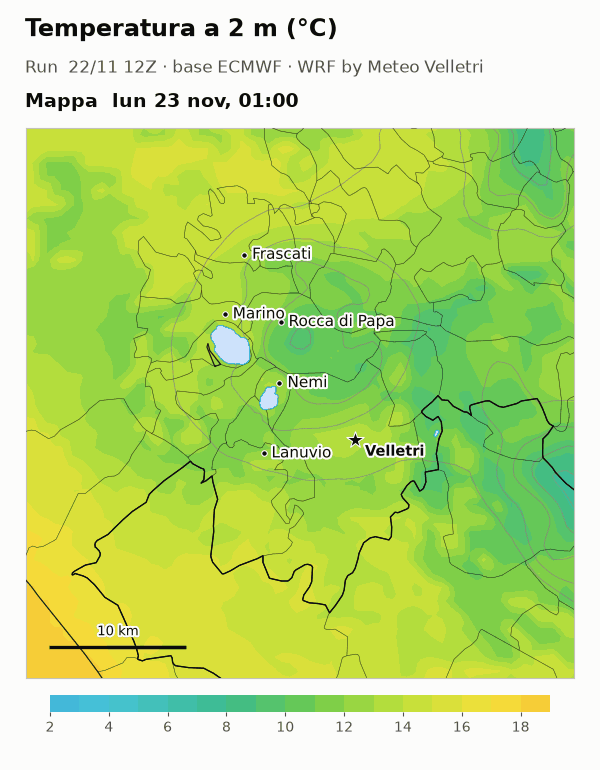 Temperatura a 2 m (°C)
Run  22/11 12Z · base ECMWF · WRF by Meteo Velletri
Mappa  lun 23 nov, 01:00
Frascati
Marino
Rocca di Papa
Nemi
Velletri
Lanuvio
10 km
2 4 6 8 10 12 14 16 18